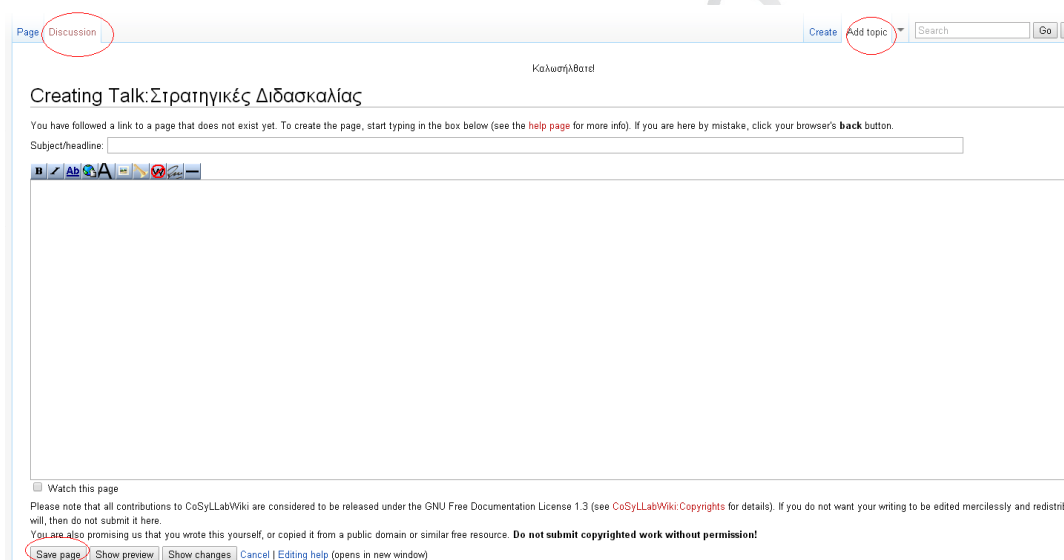 Page Discussion Create Add topic Search Go
Καλωσήλθατε!
Creating Talk:Στρατηγικές Διδασκαλίας
You have followed a link to a page that does not exist yet. To create the page, start typing in the box below (see the help page for more info). If you are here by mistake, click your browser's back button.
Subject/headline:
B I Ab A W
Watch this page
Please note that all contributions to CoSyLLabWiki are considered to be released under the GNU Free Documentation License 1.3 (see CoSyLLabWiki:Copyrights for details). If you do not want your writing to be edited mercilessly and redistrib
will, then do not submit it here.
You are also promising us that you wrote this yourself, or copied it from a public domain or similar free resource. Do not submit copyrighted work without permission!
Save page Show preview Show changes Cancel | Editing help (opens in new window)